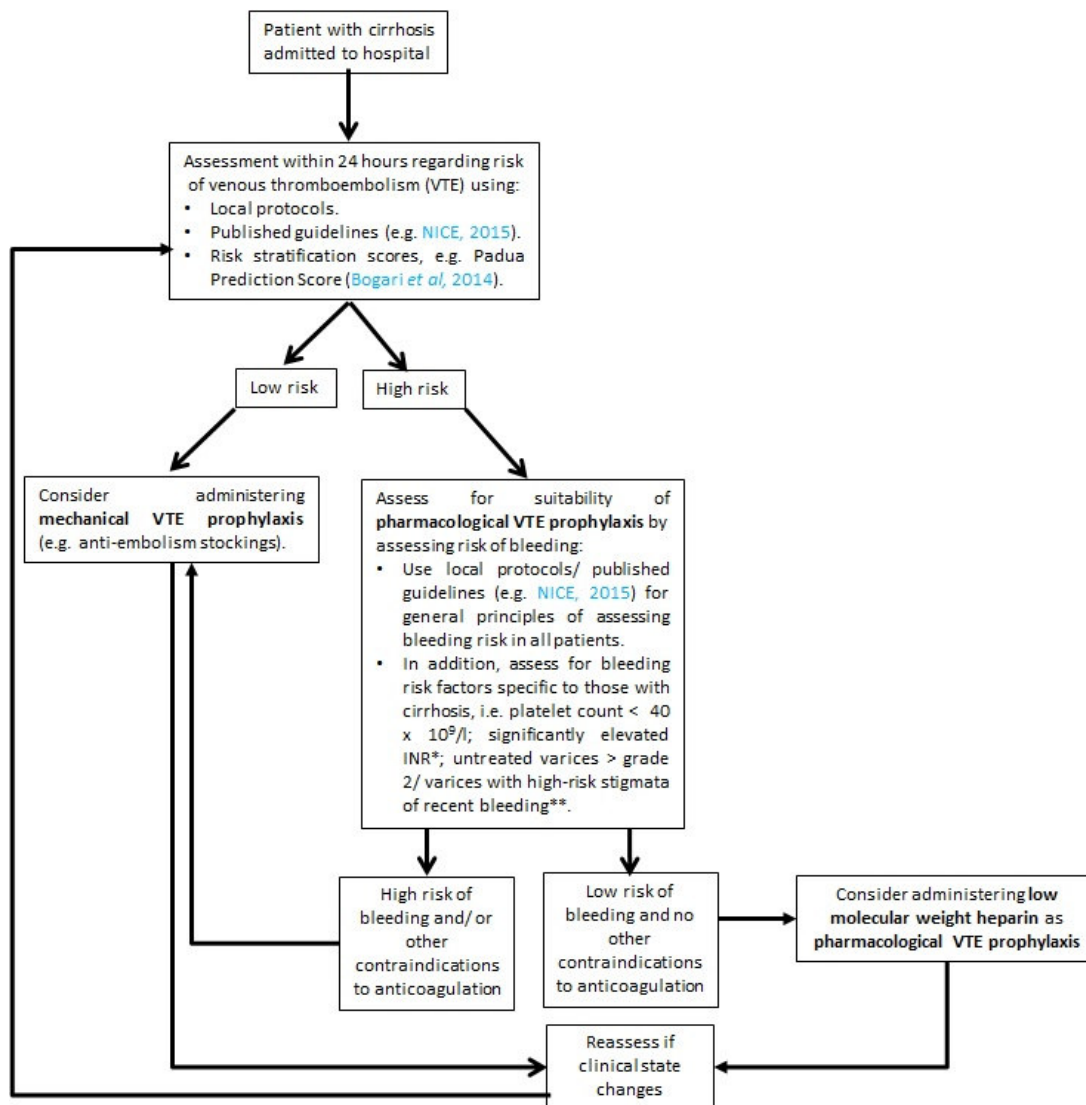 Patient with cirrhosis
admitted to hospital
Assessment within 24 hours regarding risk
of venous thromboembolism (VTE) using:
• Local protocols.
• Published guidelines (e.g. NICE, 2015).
• Risk stratification scores, e.g. Padua
Prediction Score (Bogari et al, 2014).
Low risk
High risk
Consider administering
mechanical VTE prophylaxis
(e.g. anti-embolism stockings).
Assess for suitability of
pharmacological VTE prophylaxis by
assessing risk of bleeding:
• Use local protocols/ published
guidelines (e.g. NICE, 2015) for
general principles of assessing
bleeding risk in all patients.
• In addition, assess for bleeding
risk factors specific to those with
cirrhosis, i.e. platelet count < 40
x 10⁹/l; significantly elevated
INR*; untreated varices > grade
2/ varices with high-risk stigmata
of recent bleeding**.
High risk of
bleeding and/ or
other
contraindications
to anticoagulation
Low risk of
bleeding and no
other
contraindications
to anticoagulation
Consider administering low
molecular weight heparin as
pharmacological VTE prophylaxis
Reassess if
clinical state
changes